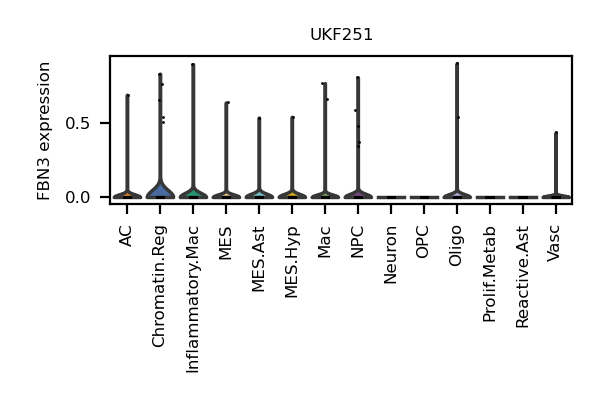 UKF251
FBN3 expression
0.5
0.0
AC
Chromatin.Reg
Inflammatory.Mac
MES
MES.Ast
MES.Hyp
Mac
NPC
Neuron
OPC
Oligo
Prolif.Metab
Reactive.Ast
Vasc